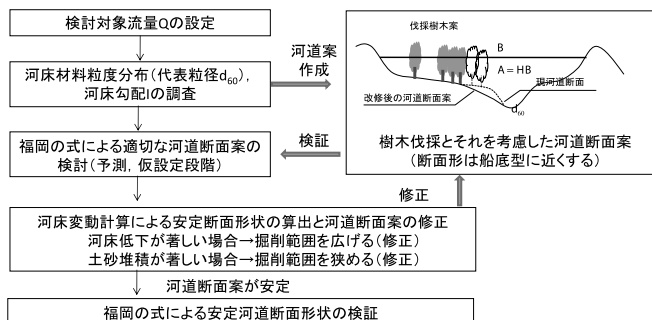 検討対象流量Qの設定
河床材料粒度分布（代表粒径d60），
河床勾配Iの調査
河道案
作成
伐採樹木案
B
A＝HB
現河道断面
改修後の河道断面案
d60
樹木伐採とそれを考慮した河道断面案
（断面形は船底型に近くする）
福岡の式による適切な河道断面案の
検討（予測，仮設定段階）
検証
修正
河床変動計算による安定断面形状の算出と河道断面案の修正
河床低下が著しい場合→掘削範囲を広げる（修正）
土砂堆積が著しい場合→掘削範囲を狭める（修正）
河道断面案が安定
福岡の式による安定河道断面形状の検証